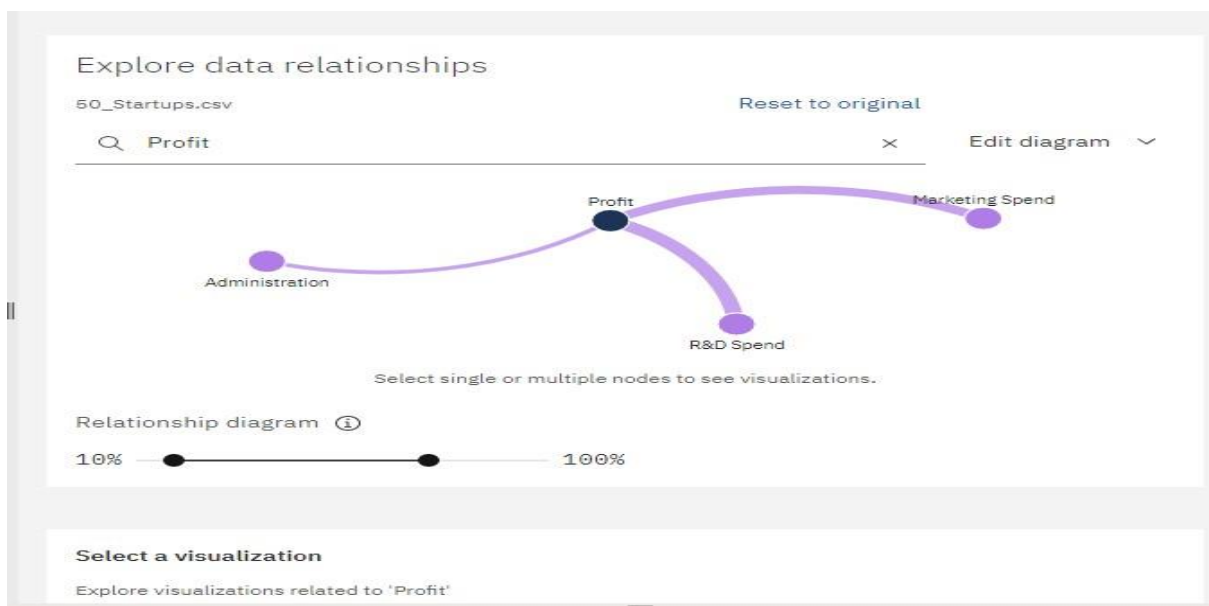 Explore data relationships
50_Startups.csv
Reset to original
Profit
Edit diagram
Profit
Marketing Spend
Administration
R&D Spend
Select single or multiple nodes to see visualizations.
Relationship diagram
10%
100%
Select a visualization
Explore visualizations related to 'Profit'